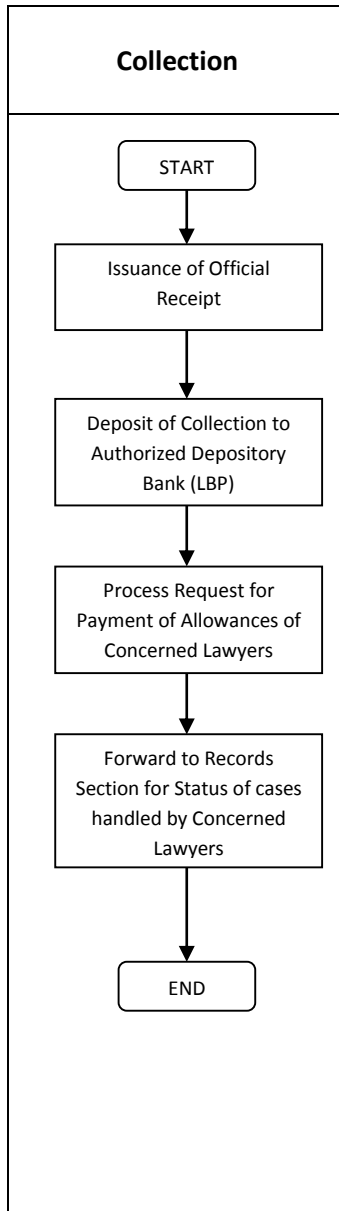 Collection
START
Issuance of Official
Receipt
Deposit of Collection to
Authorized Depository
Bank (LBP)
Process Request for
Payment of Allowances of
Concerned Lawyers
Forward to Records
Section for Status of cases
handled by Concerned
Lawyers
END